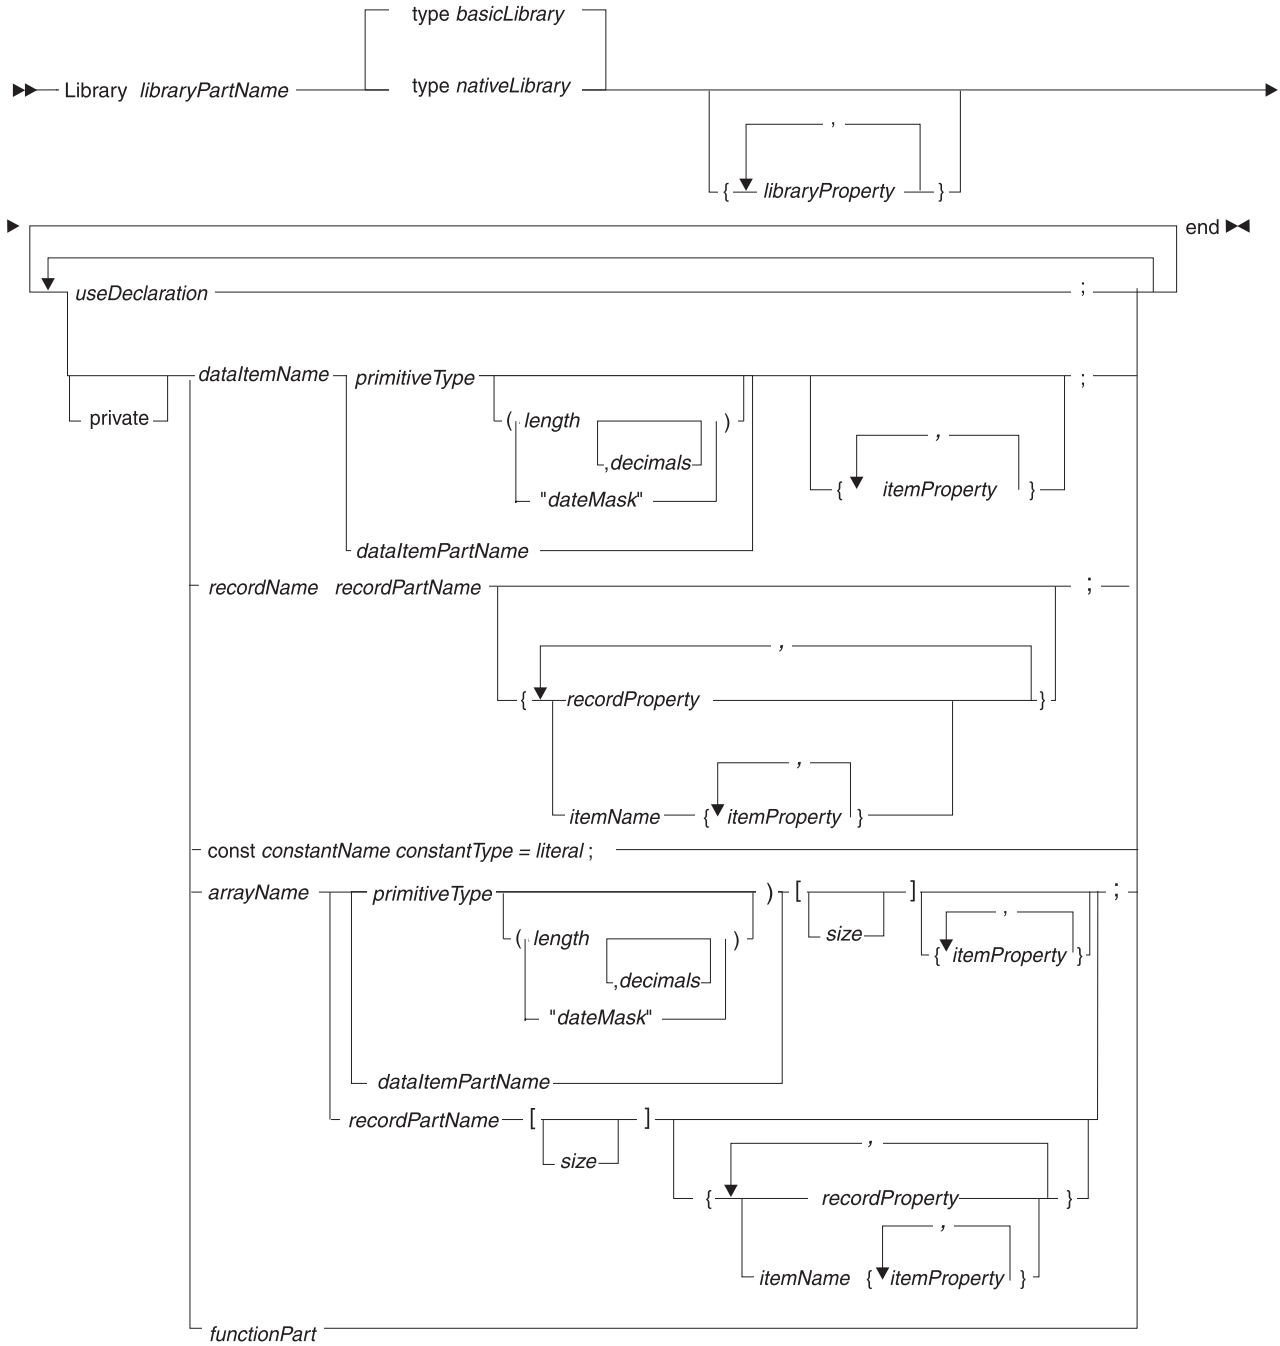 type basicLibrary
Library libraryPartName type nativeLibrary
,
{ libraryProperty }
end
useDeclaration ;
dataItemName primitiveType ;
private ( length )
,
,decimals
"dateMask" { itemProperty }
dataItemPartName
recordName recordPartName ;
,
{ recordProperty }
,
itemName { itemProperty }
const constantName constantType = literal ;
arrayName primitiveType ) [ ] ;
,
size
( length ) { itemProperty }
,decimals
"dateMask"
dataItemPartName
recordPartName [ ]
,
size
{ recordProperty }
,
itemName { itemProperty }
functionPart